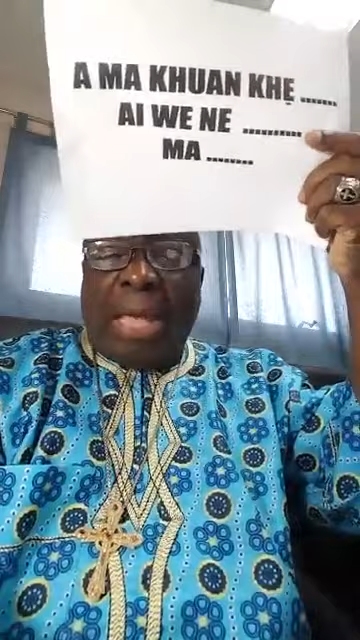 A MA KHUAN KHẸ ......
AI WE NE ............
MA .........